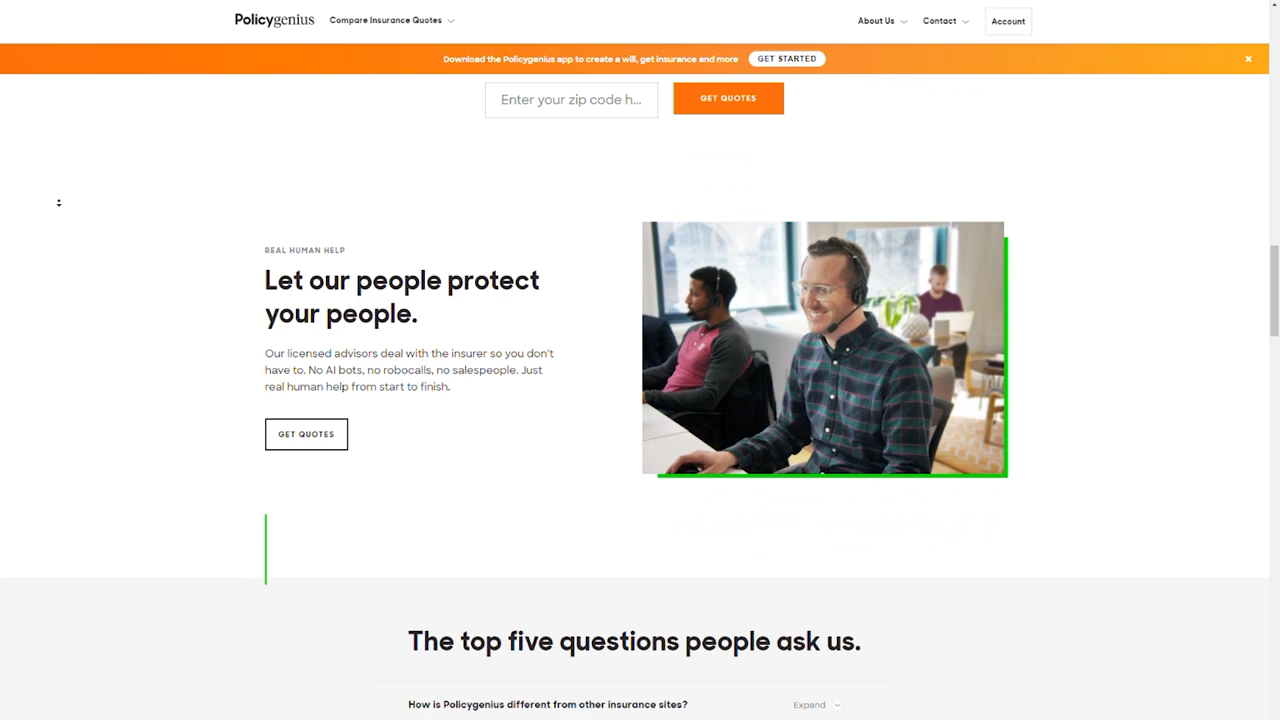 Policygenius Compare Insurance Quotes About Us Contact Account
Download the Policygenius app to create a will, get insurance and more GET STARTED
Enter your zip code h... GET QUOTES
REAL HUMAN HELP
Let our people protect
your people.
Our licensed advisors deal with the insurer so you don't
have to. No AI bots, no robocalls, no salespeople. Just
real human help from start to finish.
GET QUOTES
The top five questions people ask us.
How is Policygenius different from other insurance sites? Expand